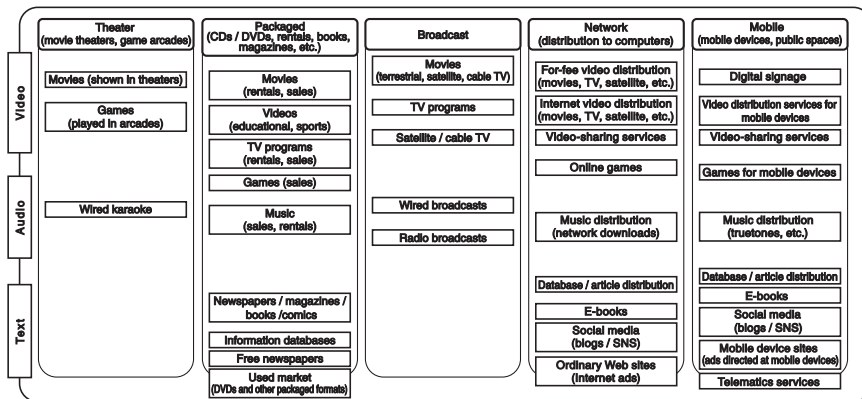 Theater
(movie theaters, game arcades)
Packaged
(CDs / DVDs, rentals, books,
magazines, etc.)
Broadcast
Network
(distribution to computers)
Mobile
(mobile devices, public spaces)
Video
Audio
Text
Movies (shown in theaters)
Games
(played in arcades)
Wired karaoke
Movies
(rentals, sales)
Videos
(educational, sports)
TV programs
(rentals, sales)
Games (sales)
Music
(sales, rentals)
Newspapers / magazines /
books /comics
Information databases
Free newspapers
Used market
(DVDs and other packaged formats)
Movies
(terrestrial, satellite, cable TV)
TV programs
Satellite / cable TV
Wired broadcasts
Radio broadcasts
For-fee video distribution
(movies, TV, satellite, etc.)
Internet video distribution
(movies, TV, satellite, etc.)
Video-sharing services
Online games
Music distribution
(network downloads)
Database / article distribution
E-books
Social media
(blogs / SNS)
Ordinary Web sites
(Internet ads)
Digital signage
Video distribution services for
mobile devices
Video-sharing services
Games for mobile devices
Music distribution
(truetones, etc.)
Database / article distribution
E-books
Social media
(blogs / SNS)
Mobile device sites
(ads directed at mobile devices)
Telematics services